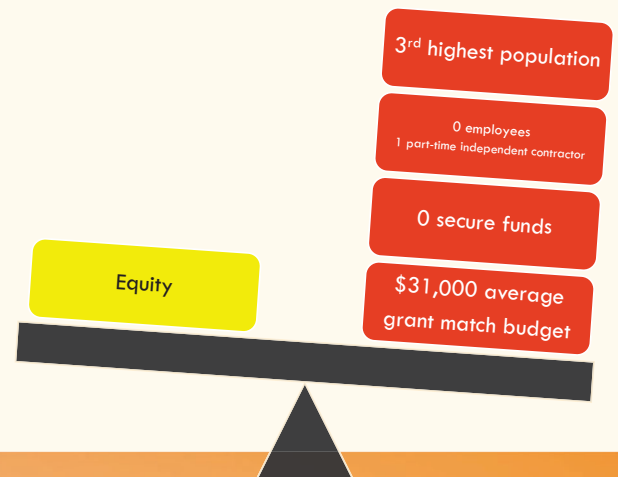 3rd highest population
0 employees
1 part-time independent contractor
0 secure funds
Equity
$31,000 average
grant match budget